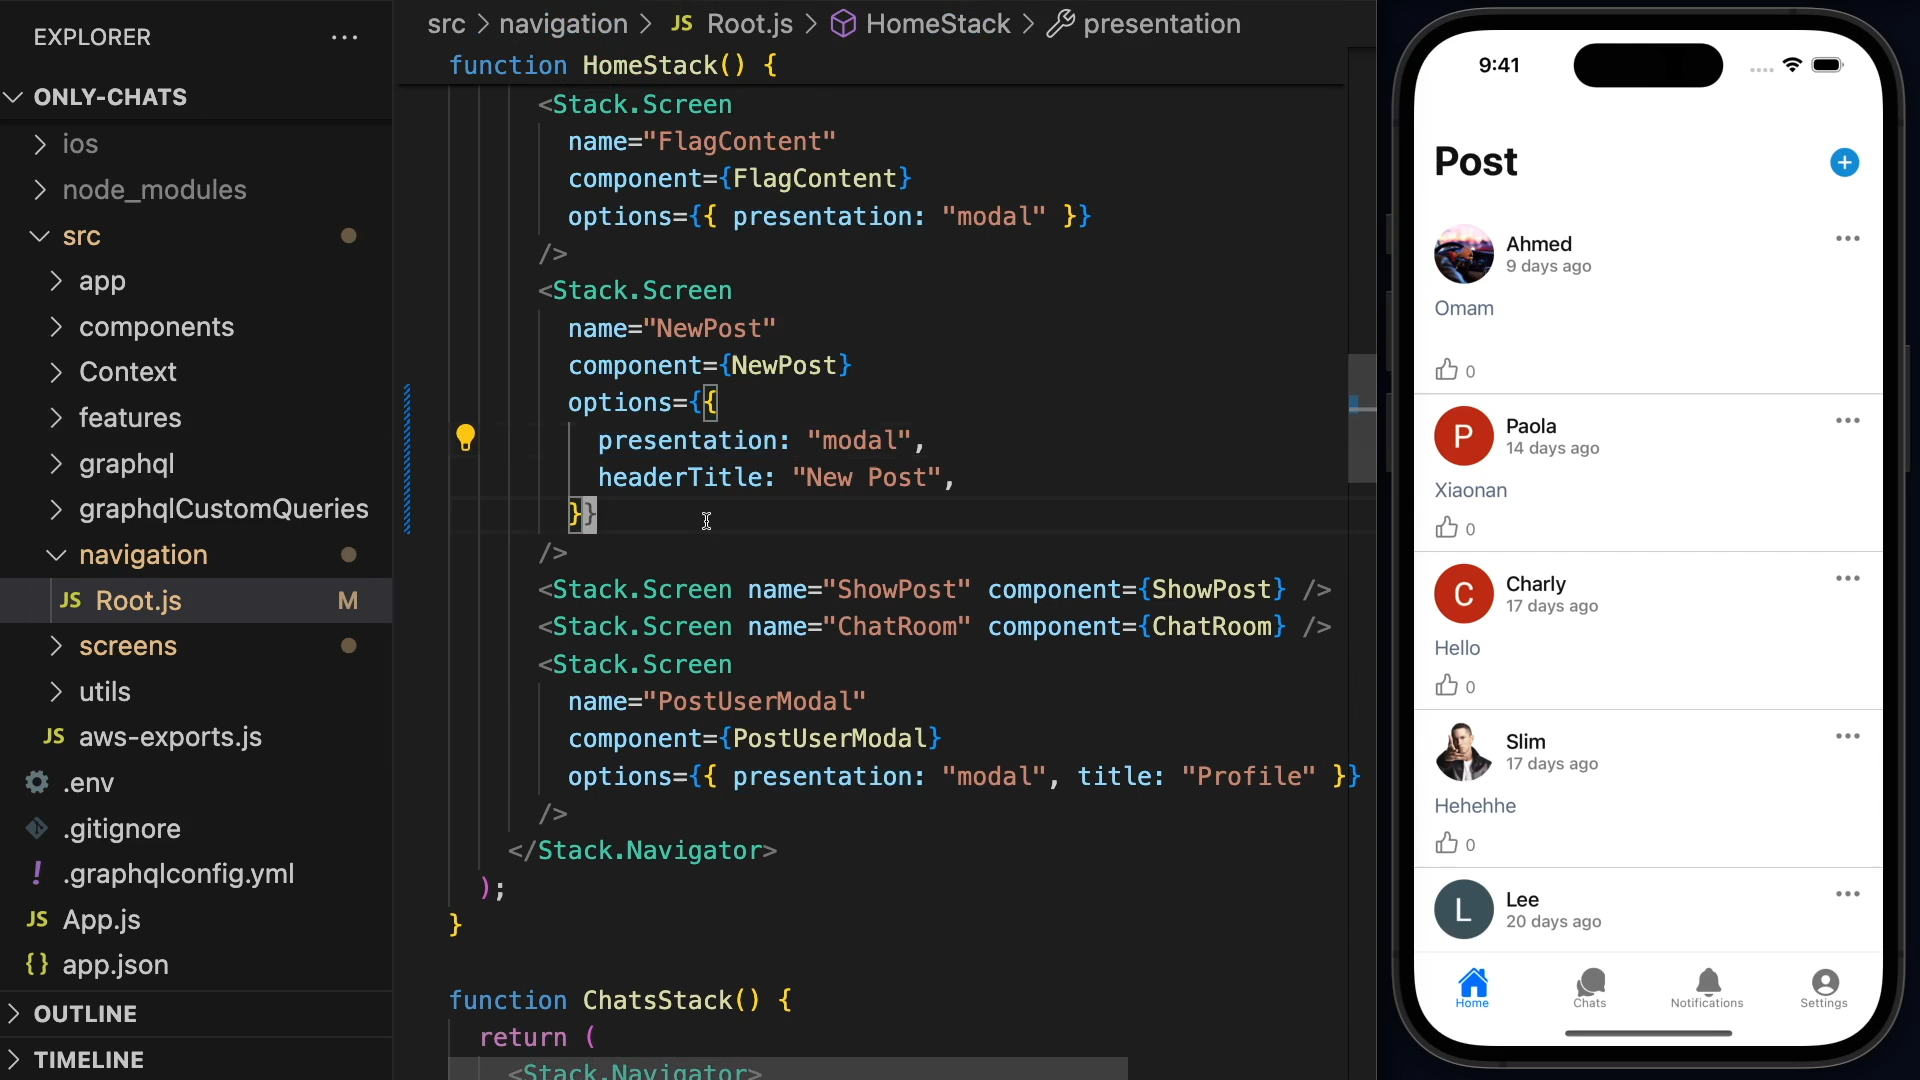 EXPLORER
ONLY-CHATS
ios
node_modules
src
app
components
Context
features
graphql
graphqlCustomQueries
navigation
JS Root.js M
screens
utils
JS aws-exports.js
.env
.gitignore
! .graphqlconfig.yml
JS App.js
{} app.json
OUTLINE
TIMELINE
src > navigation > JS Root.js > HomeStack > presentation
function HomeStack() {
<Stack.Screen
name="FlagContent"
component={FlagContent}
options={{ presentation: "modal" }}
/>
<Stack.Screen
name="NewPost"
component={NewPost}
options={{
presentation: "modal",
headerTitle: "New Post",
}}
/>
<Stack.Screen name="ShowPost" component={ShowPost} />
<Stack.Screen name="ChatRoom" component={ChatRoom} />
<Stack.Screen
name="PostUserModal"
component={PostUserModal}
options={{ presentation: "modal", title: "Profile" }}
/>
</Stack.Navigator>
);
}
function ChatsStack() {
return (
<Stack.Navigator>
9:41
Post
Ahmed
9 days ago
Omam
0
P
Paola
14 days ago
Xiaonan
0
C
Charly
17 days ago
Hello
0
Slim
17 days ago
Hehehhe
0
L
Lee
20 days ago
Home
Chats
Notifications
Settings